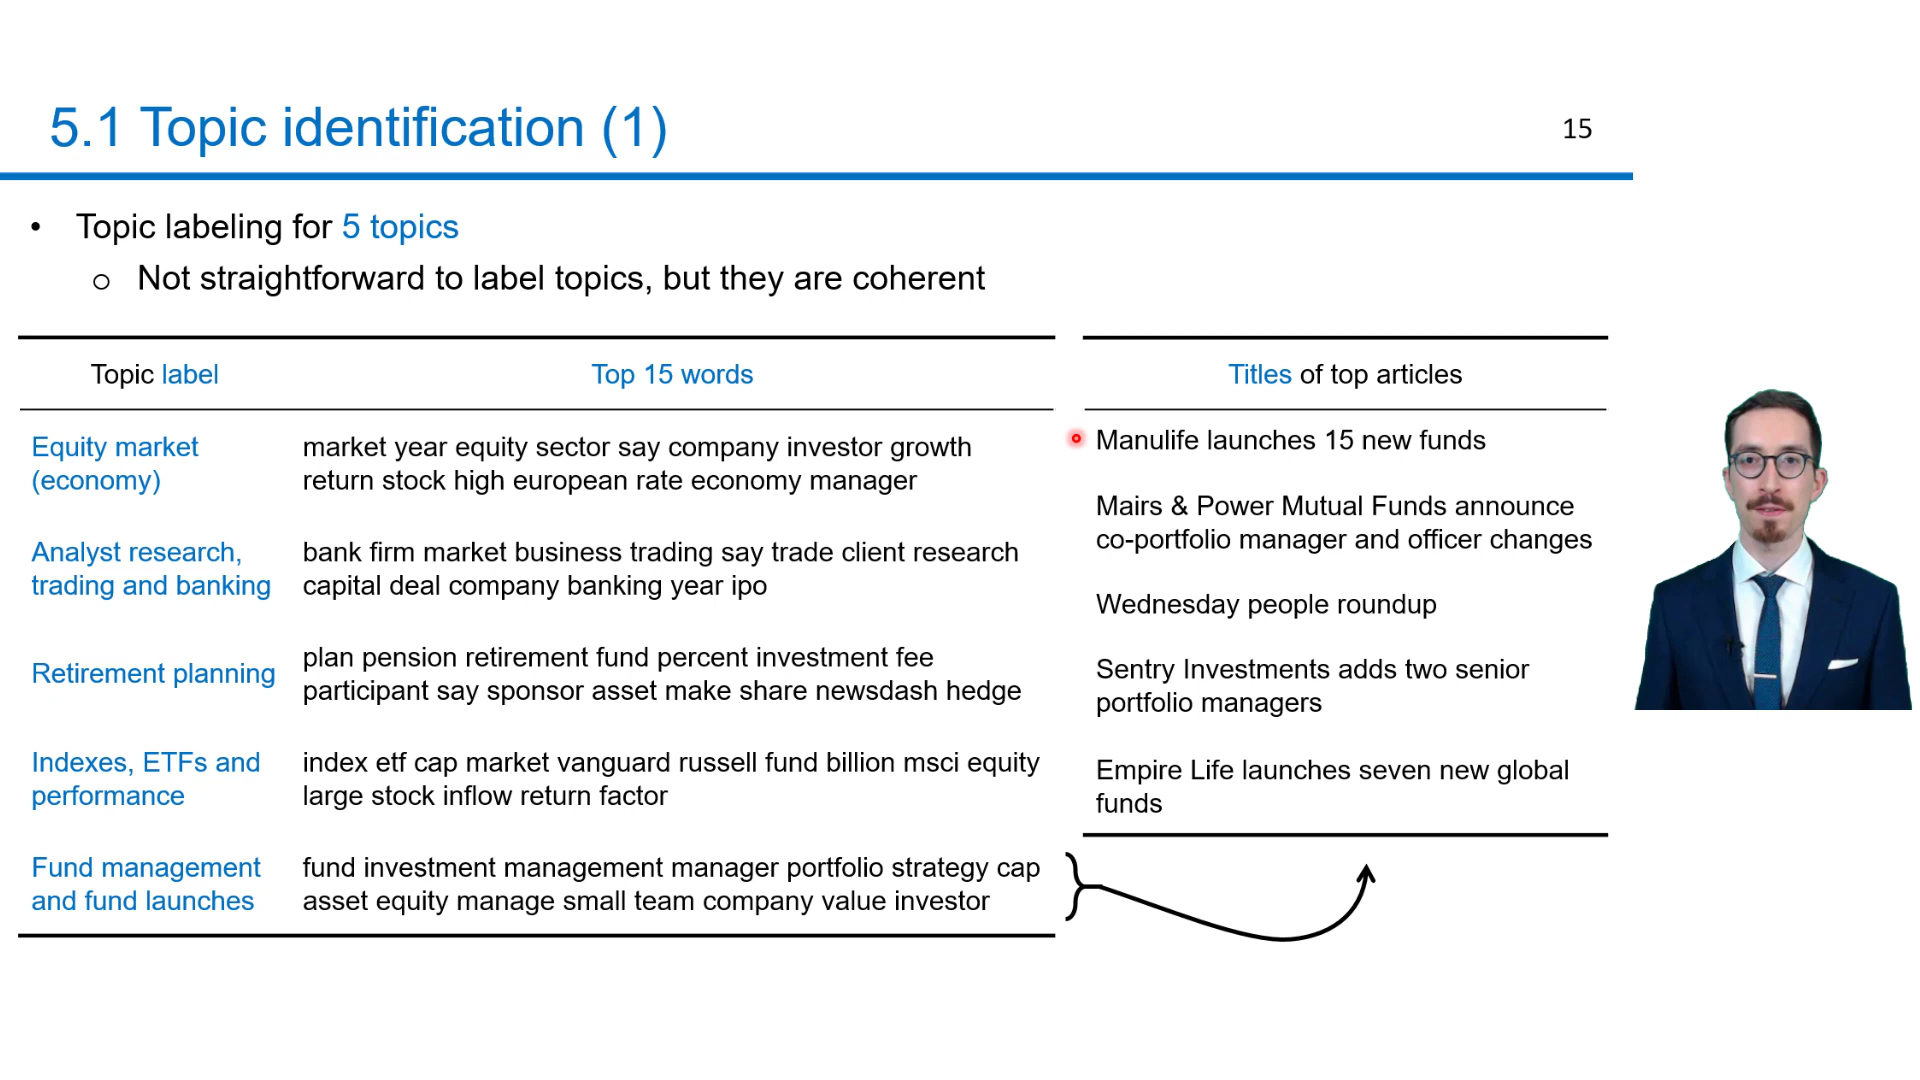 5.1 Topic identification (1)
15
• Topic labeling for 5 topics
o Not straightforward to label topics, but they are coherent
Topic label
Top 15 words
Equity market
(economy)
market year equity sector say company investor growth
return stock high european rate economy manager
Analyst research,
trading and banking
bank firm market business trading say trade client research
capital deal company banking year ipo
Retirement planning
plan pension retirement fund percent investment fee
participant say sponsor asset make share newsdash hedge
Indexes, ETFs and
performance
index etf cap market vanguard russell fund billion msci equity
large stock inflow return factor
Fund management
and fund launches
fund investment management manager portfolio strategy cap
asset equity manage small team company value investor
Titles of top articles
Manulife launches 15 new funds
Mairs & Power Mutual Funds announce
co-portfolio manager and officer changes
Wednesday people roundup
Sentry Investments adds two senior
portfolio managers
Empire Life launches seven new global
funds